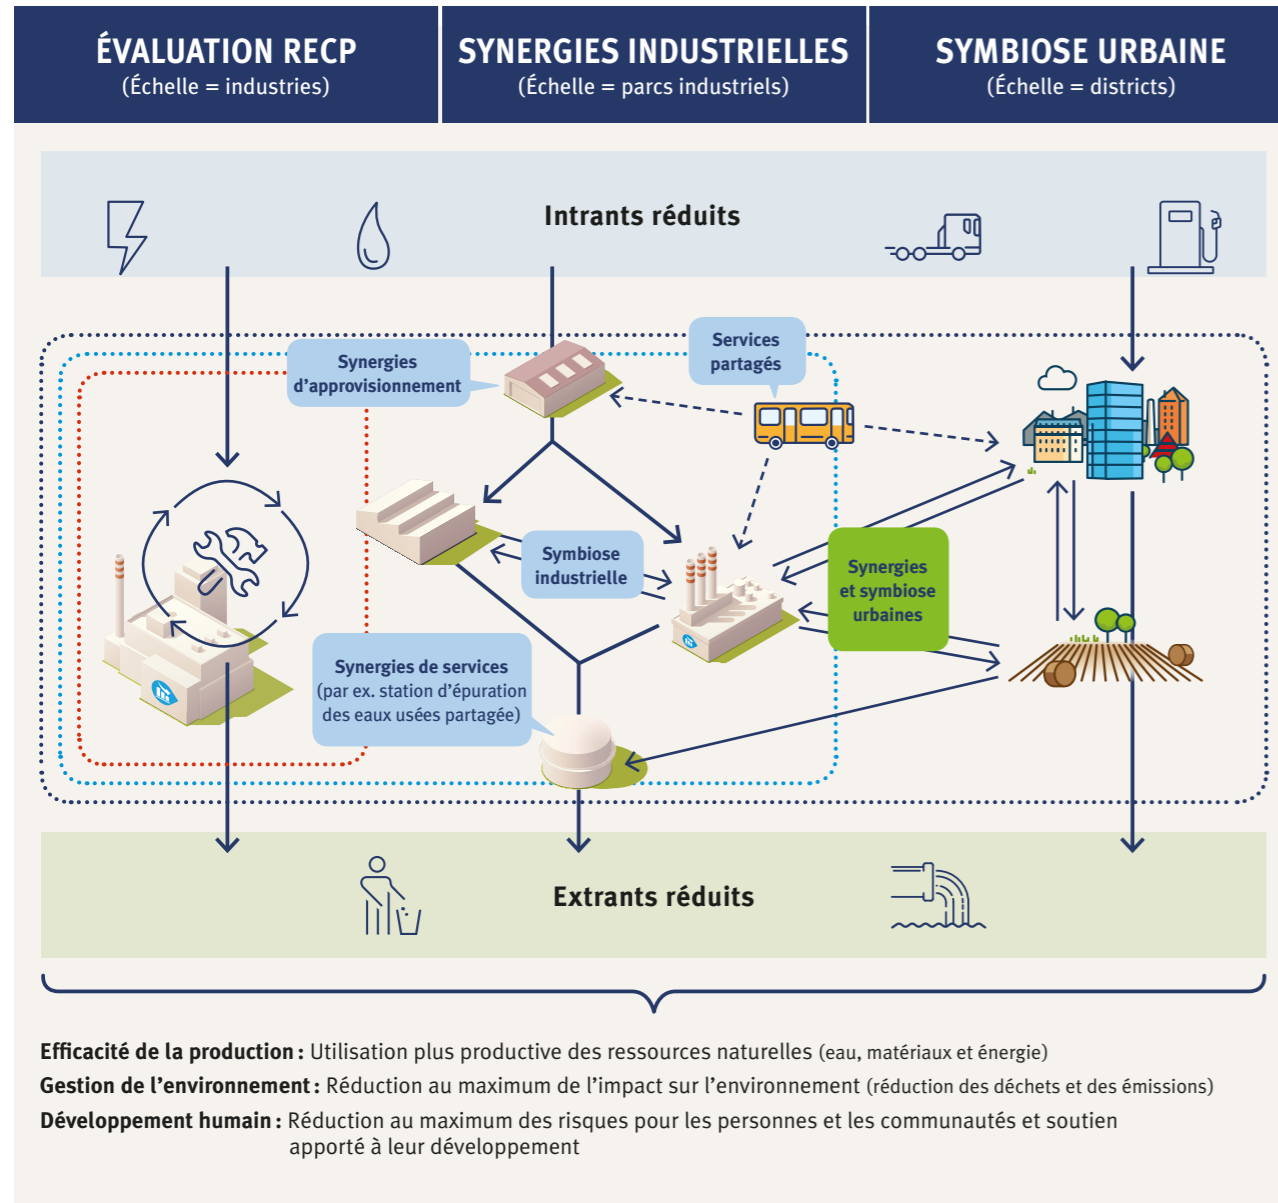 ÉVALUATION RECP
(Échelle = industries)
SYNERGIES INDUSTRIELLES
(Échelle = parcs industriels)
SYMBIOSE URBAINE
(Échelle = districts)
Intrants réduits
Synergies
d’approvisionnement
Services
partagés
Symbiose
industrielle
Synergies
et symbiose
urbaines
Synergies de services
(par ex. station d’épuration
des eaux usées partagée)
Extrants réduits
Efficacité de la production : Utilisation plus productive des ressources naturelles (eau, matériaux et énergie)
Gestion de l’environnement : Réduction au maximum de l’impact sur l’environnement (réduction des déchets et des émissions)
Développement humain : Réduction au maximum des risques pour les personnes et les communautés et soutien
apporté à leur développement